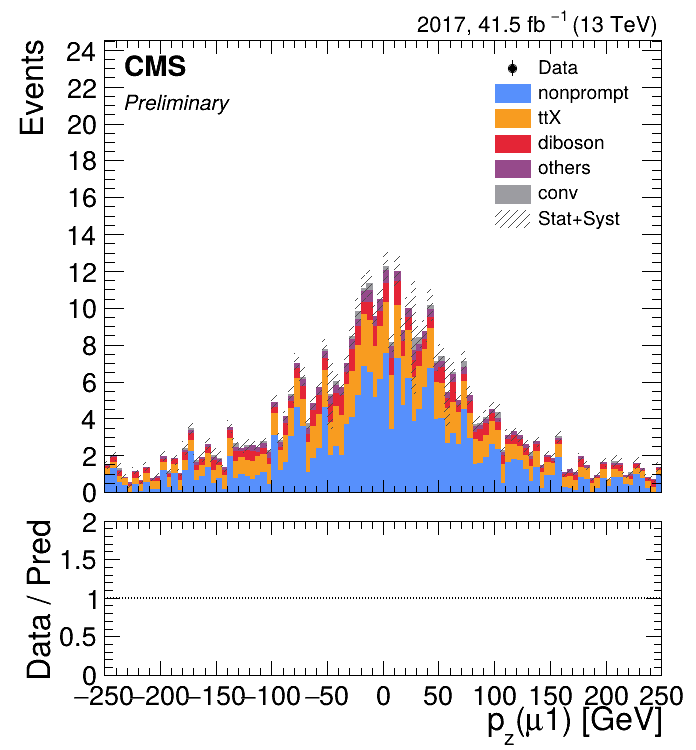 2017, 41.5 fb⁻¹ (13 TeV)
Events
CMS
Preliminary
Data
nonprompt
ttX
diboson
others
conv
Stat+Syst
24
22
20
18
16
14
12
10
8
6
4
2
0
Data / Pred
2
1.5
1
0.5
0
−250 −200 −150 −100 −50 0 50 100 150 200 250
p_z(μ1) [GeV]